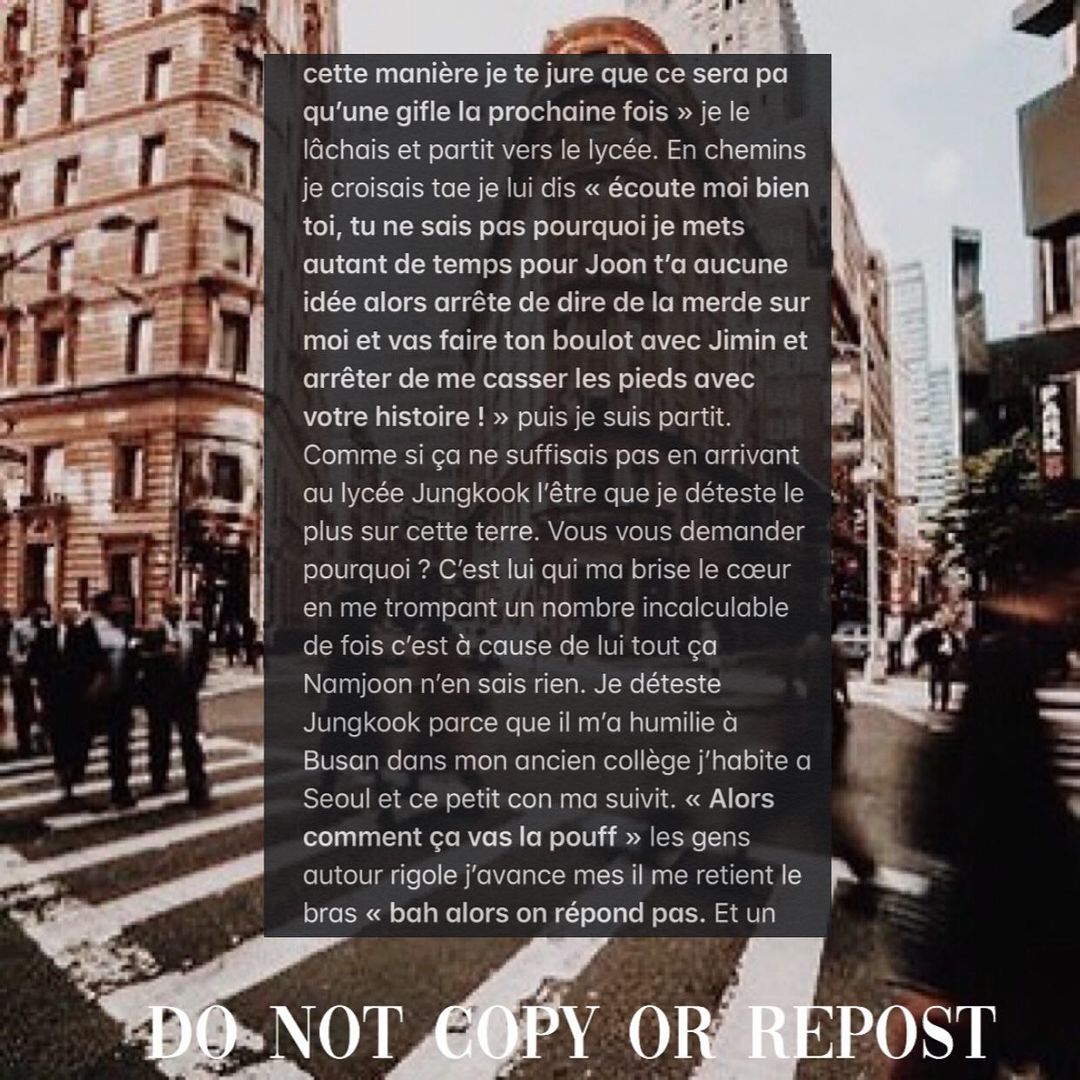 cette manière je te jure que ce sera pa
qu’une gifle la prochaine fois » je le
lâchais et partit vers le lycée. En chemins
je croisais tae je lui dis « écoute moi bien
toi, tu ne sais pas pourquoi je mets
autant de temps pour Joon t’a aucune
idée alors arrête de dire de la merde sur
moi et vas faire ton boulot avec Jimin et
arrêter de me casser les pieds avec
votre histoire ! » puis je suis partit.
Comme si ça ne suffisais pas en arrivant
au lycée Jungkook l’être que je déteste le
plus sur cette terre. Vous vous demander
pourquoi ? C’est lui qui ma brise le cœur
en me trompant un nombre incalculable
de fois c’est à cause de lui tout ça
Namjoon n’en sais rien. Je déteste
Jungkook parce que il m’a humilie à
Busan dans mon ancien collège j’habite a
Seoul et ce petit con ma suivit. « Alors
comment ça vas la pouff » les gens
autour rigole j’avance mes il me retient le
bras « bah alors on répond pas. Et un
DO NOT COPY OR REPOST